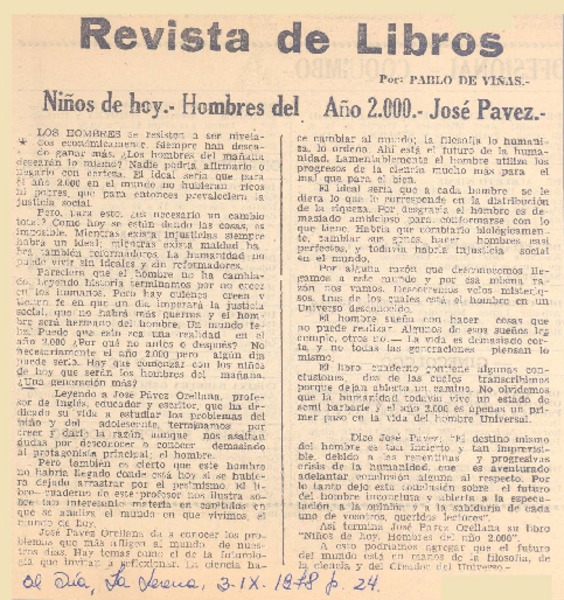 Revista de Libros
Por: PABLO DE VIÑAS.-
Niños de hoy.- Hombres del Año 2.000.- José Pavez.-
LOS HOMBRES se resisten a ser nivela-
dos económicamente. Siempre han desea-
do ganar más. ¿Los hombres del mañana
desearán lo mismo? Nadie podría afirmarlo o
negarlo con certeza. El ideal sería que para
el año 2.000 en el mundo no hubieran ricos
ni pobres, que para entonces prevaleciera la
justicia social.
Pero, para esto, ¿es necesario un cambio
total? Como hoy se están dando las cosas, es
imposible. Mientras exista injusticias siempre
habrá un ideal; mientras exista maldad ha-
brá también reformadores. La humanidad no
puede vivir sin ideales y sin reformadores.
Pareciera que el hombre no ha cambia-
do, leyendo historia terminamos por no creer
en los humanos. Pero hay quienes creen y
tienen fe en que un día imperará la justicia
social, que no habrá más guerras y el hom-
bre será hermano del hombre. Un mundo fe-
liz! Puede que esto sea una realidad en el
año 2.000 ¿Por qué no antes o después? No
necesariamente el año 2.000 pero algún día
puede serlo. Hay que comenzar con los niños
de hoy que serán los hombres del mañana.
¿Una generación más?
Leyendo a José Pávez Orellana, profe-
sor de inglés, educador y escritor, que ha de-
dicado su vida a estudiar los problemas del
niño y del adolescente, terminamos por
creer y darle la razón, aunque nos asaltan
dudas por desconocer o conocer demasiado
al protagonista principal; el hombre.
Pero también es cierto que este hombre
no habría llegado donde está hoy si se hubie-
ra dejado arrastrar por el pesimismo. El li-
bro-cuaderno de este profesor nos ilustra so-
bre tan interesante materia en capítulos en
que se analiza el mundo en que vivimos, el
mundo de hoy.
José Pavez Orellana da a conocer los pro-
blemas que más afligen al mundo de nues-
tros días. Hay temas como el de la futurolo-
gía que invitan a reflexionar. La ciencia ha-
ce cambiar al mundo; la filosofía lo humani-
za, lo ordena. Ahí está el futuro de la huma-
nidad. Lamentablemente el hombre utiliza los
progresos de la ciencia mucho más para el
mal que para el bien.
El ideal sería que a cada hombre se le
diera lo que le corresponde en la distribución
de la riqueza. Por desgracia el hombre es de-
masiado ambicioso para conformarse con lo
que tiene. Habría que cambiarlo biológicamen-
te, cambiar sus genes, hacer hombres casi
perfectos, y todavía habría injusticia social
en el mundo.
Por alguna razón que desconocemos lle-
gamos a este mundo y por esa misma ra-
zón nos vamos. Descorremos velos misterio-
sos, tras de los cuales está el hombre en un
Universo desconocido.
El hombre sueña con hacer cosas que
no puede realizar. Algunos de esos sueños los
cumple, otros no.— La vida es demasiado cor-
ta, y no todas las generaciones piensan lo
mismo.
El libro cuaderno contiene algunas con-
clusiones, dos de las cuales transcribimos
porque dejan abierta un camino. No olvidemos
que la humanidad todavía vive un estado de
semi barbarie y el año 2.000 es apenas un pri-
mer paso en la vida del hombre Universal.
Dice José Pavez: "El destino mismo
del hombre es tan incierto y tan imprevisi-
ble, debido a las repentinas y progresivas
crisis de la humanidad, que es aventurado
adelantar conclusión alguna al respecto. Por
lo tanto dejo esta conclusión sobre el futuro
del hombre inconclusa y abierta a la especula-
ción, a la opinión y a la sabiduría de cada
uno de vosotros, queridos lectores".
Así termina José Pavez Orellana su libro
"Niños de hoy, Hombres del año 2.000".
A esto podríamos agregar que el futuro
del mundo está en manos de la filosofía, de
la ciencia y del Creador del Universo.-
El Día, La Serena, 3-IX-1978 p. 24.